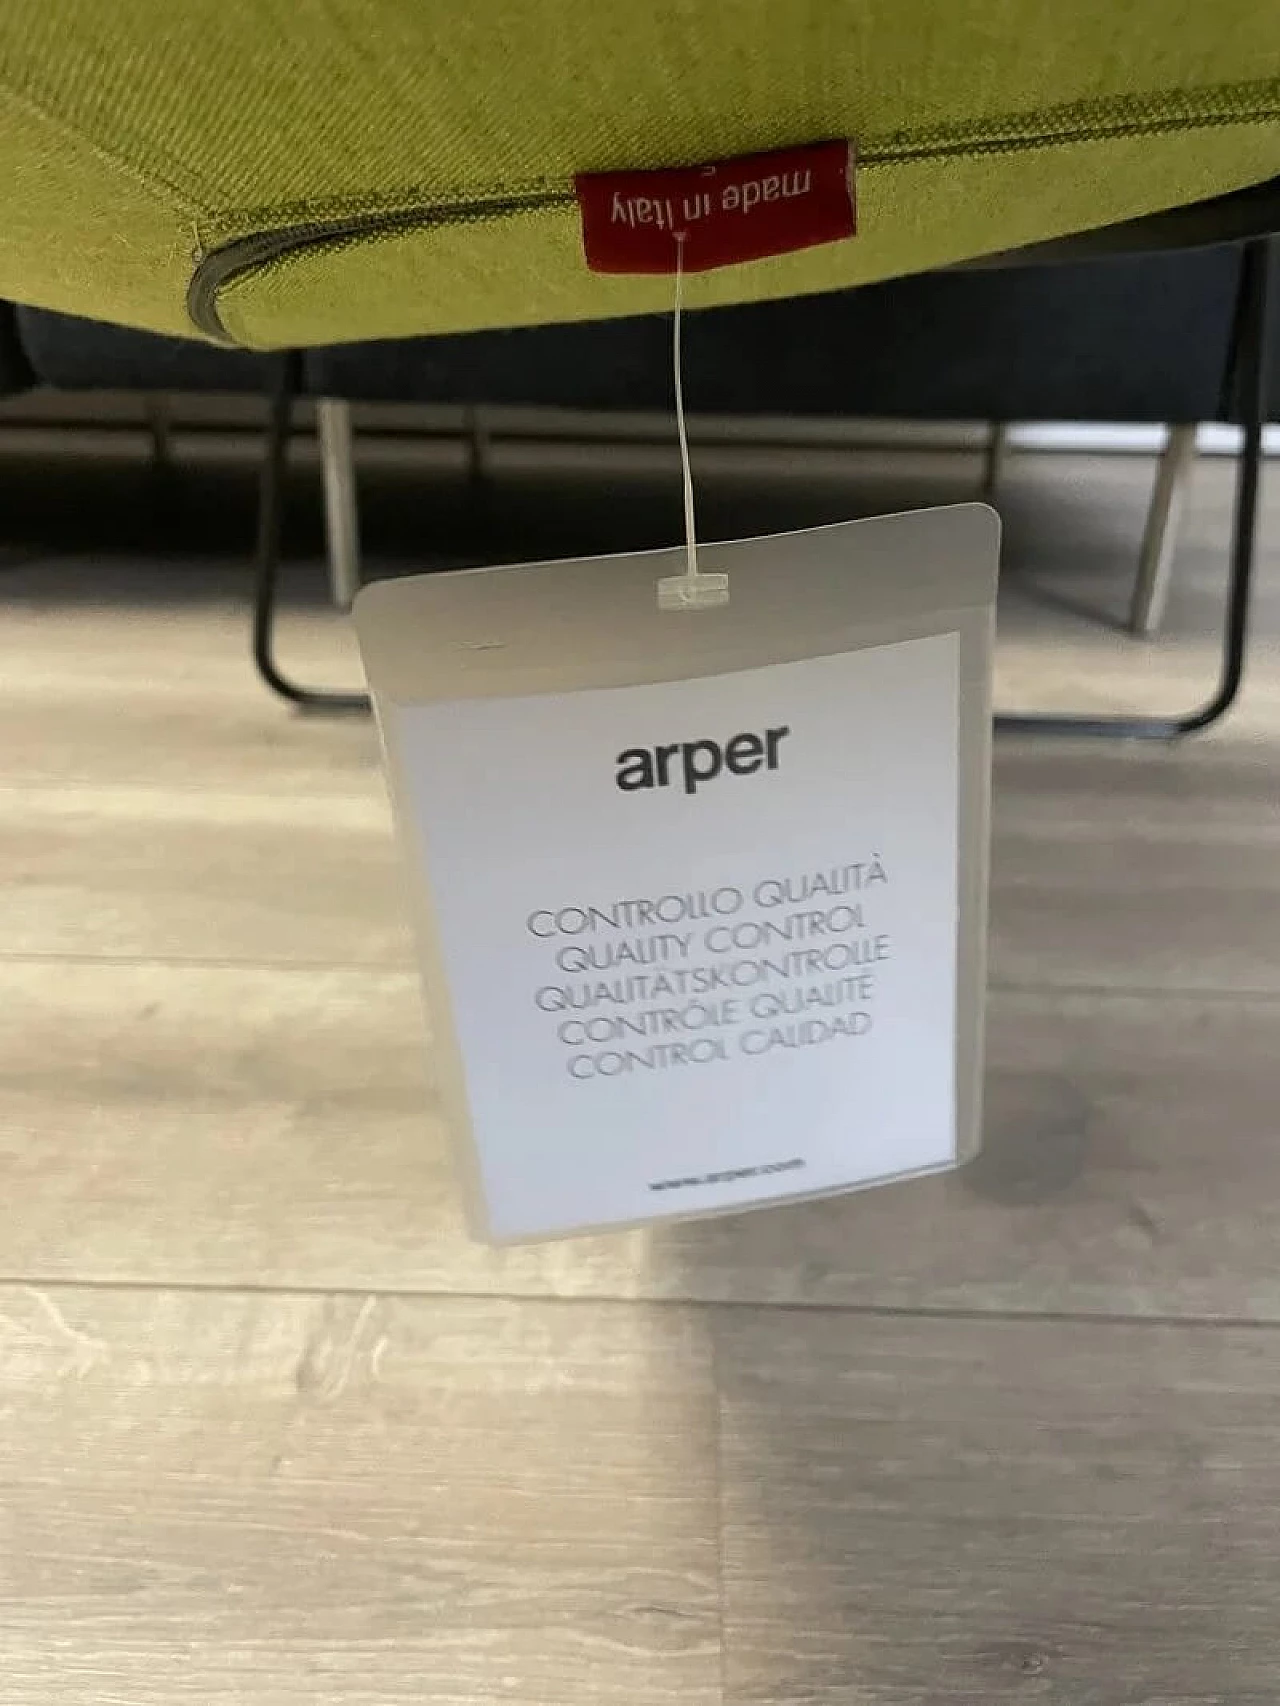 made in Italy
arper
CONTROLLO QUALITÀ
QUALITY CONTROL
QUALITÄTSKONTROLLE
CONTRÔLE QUALITÉ
CONTROL CALIDAD
www.arper.com